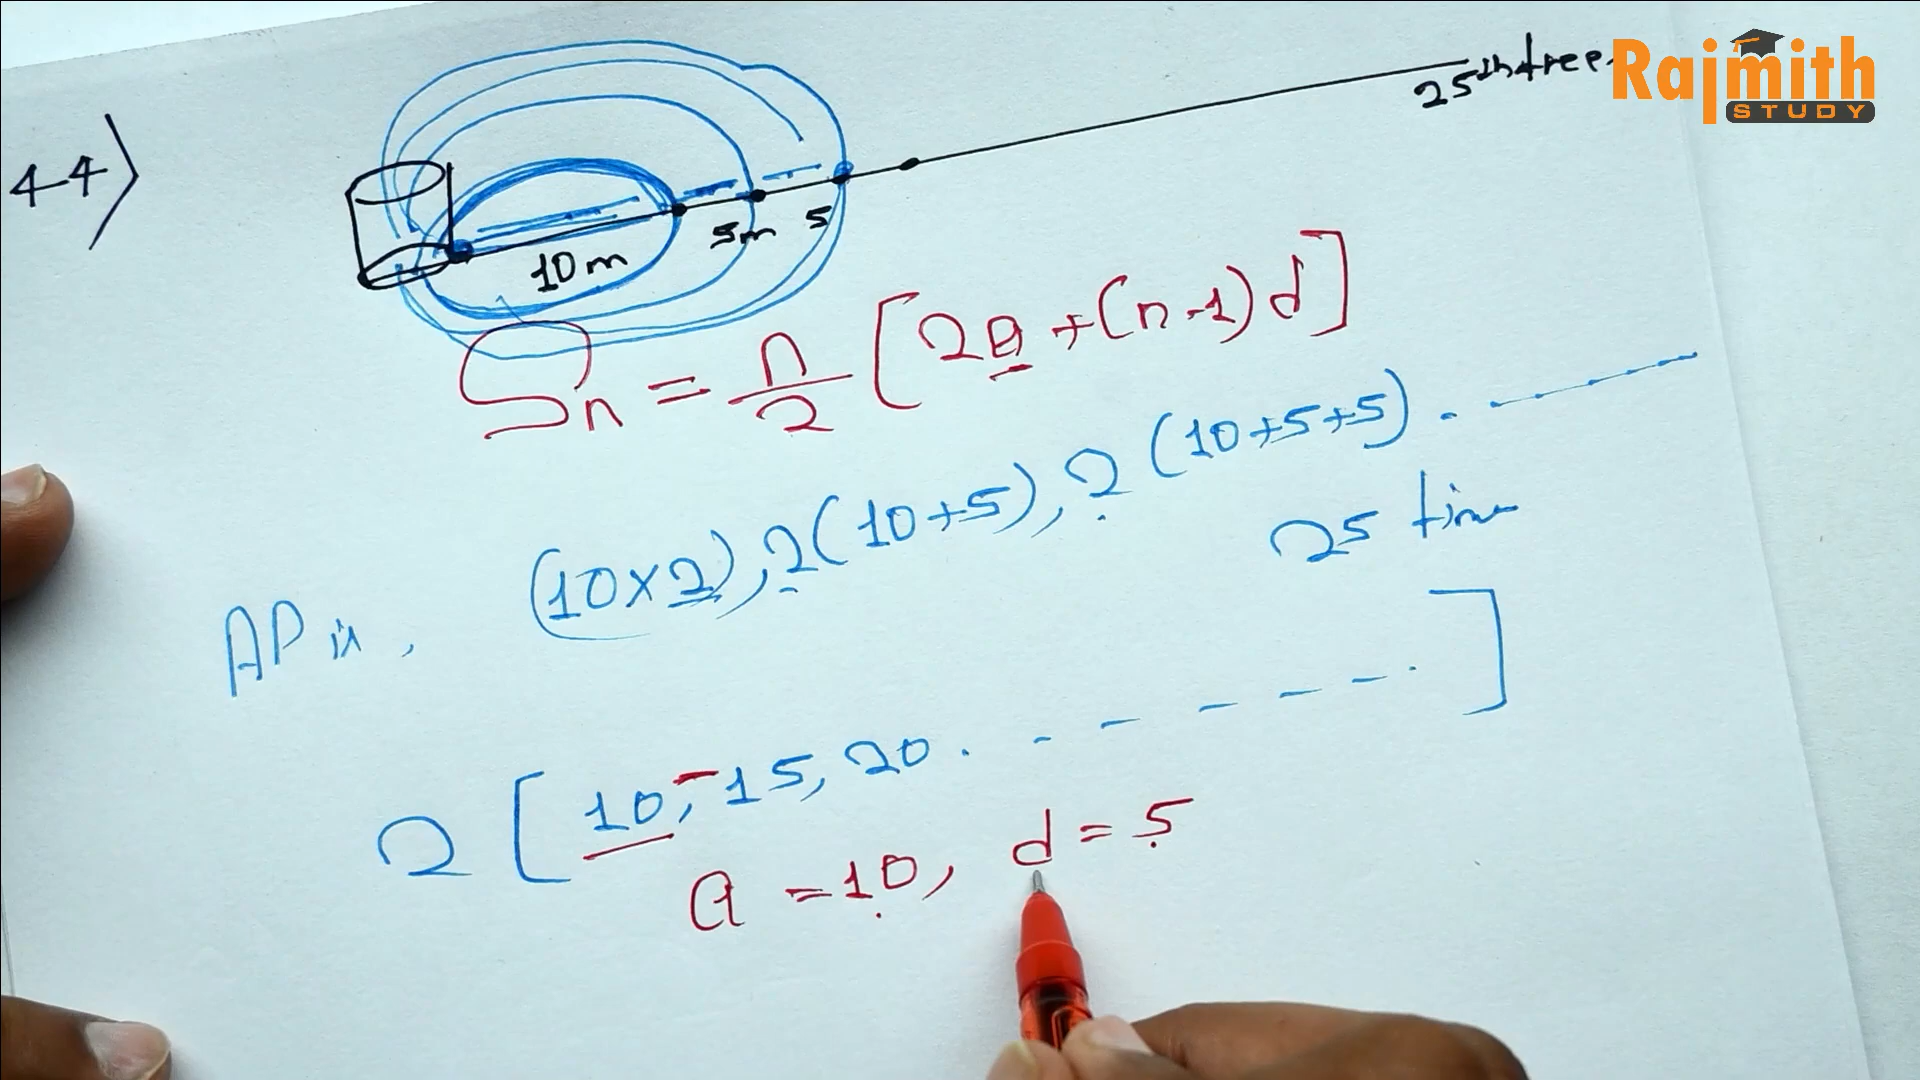 Rajmith
STUDY
25th tree
44)
10m 5m 5
Sn = n/2 [2a + (n-1)d]
AP is, (10×2), 2(10+5), 2(10+5+5). - - - -
25 time
2 [10, 15, 20. - - - - - - .]
a = 10, d = 5